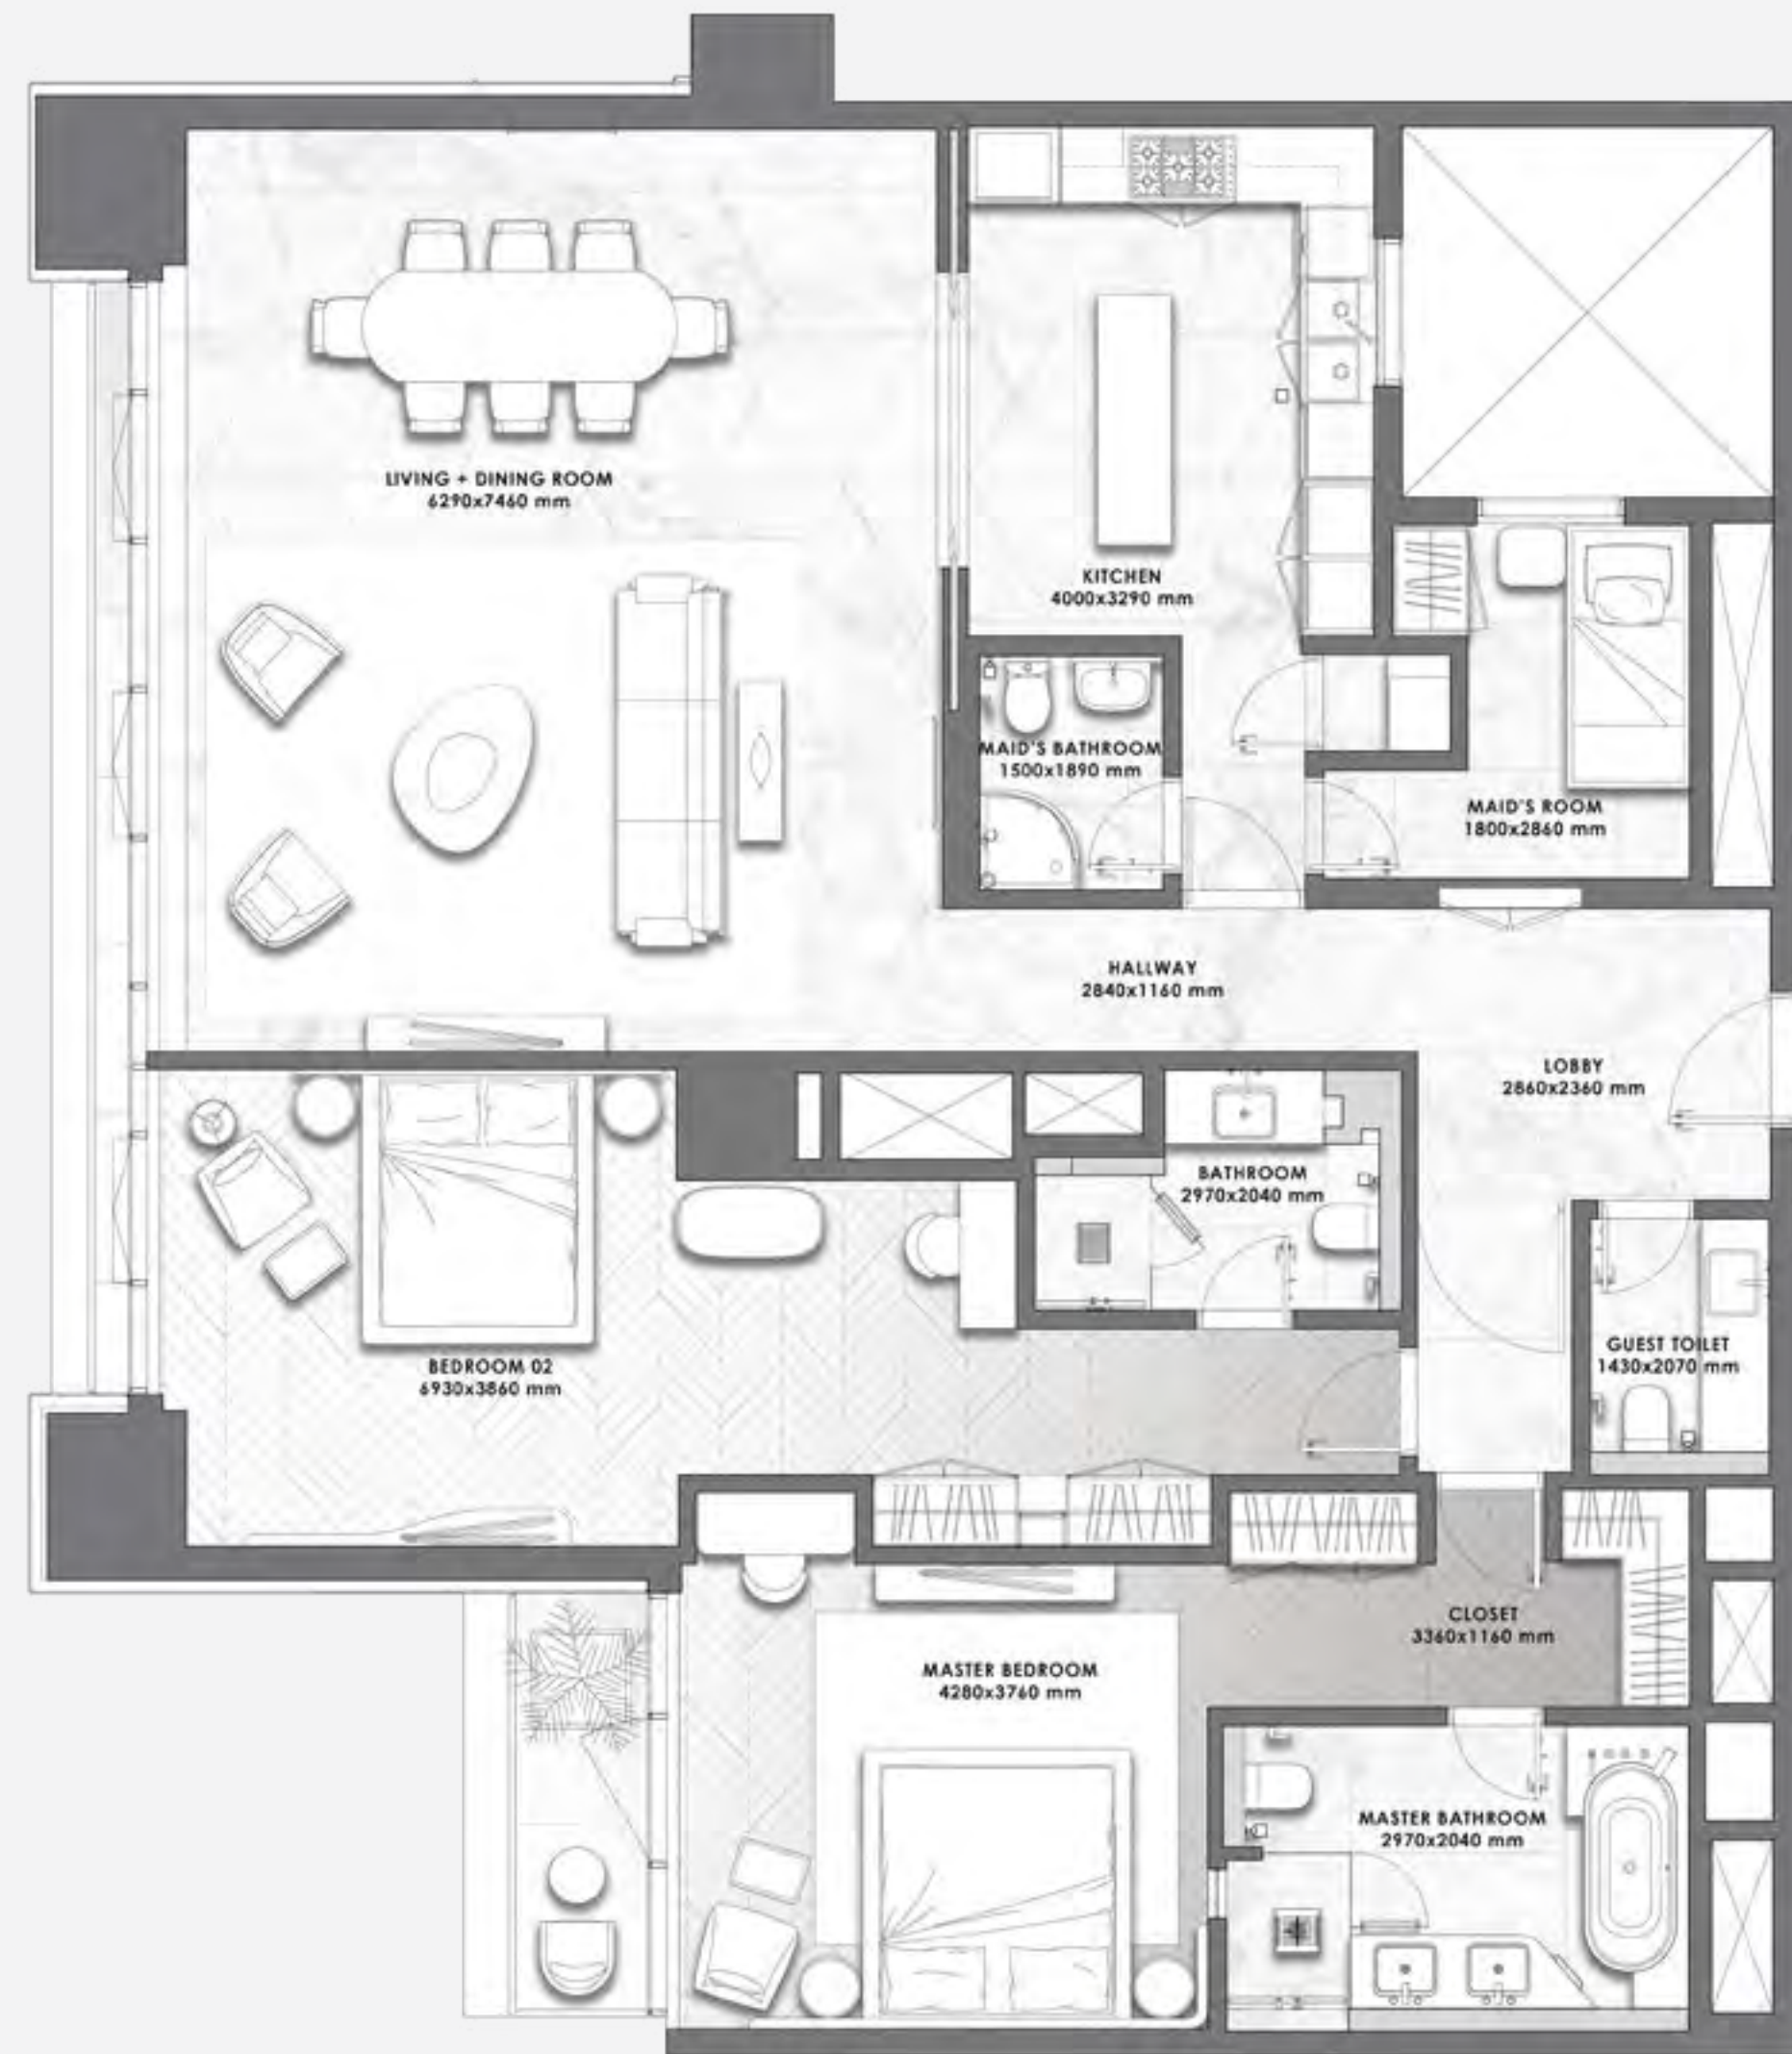 LIVING + DINING ROOM
6290x7460 mm
KITCHEN
4000x3290 mm
MAID'S BATHROOM
1500x1890 mm
MAID'S ROOM
1800x2860 mm
HALLWAY
2840x1160 mm
LOBBY
2860x2360 mm
BATHROOM
2970x2040 mm
GUEST TOILET
1430x2070 mm
BEDROOM 02
6930x3860 mm
CLOSET
3360x1160 mm
MASTER BEDROOM
4280x3760 mm
MASTER BATHROOM
2970x2040 mm